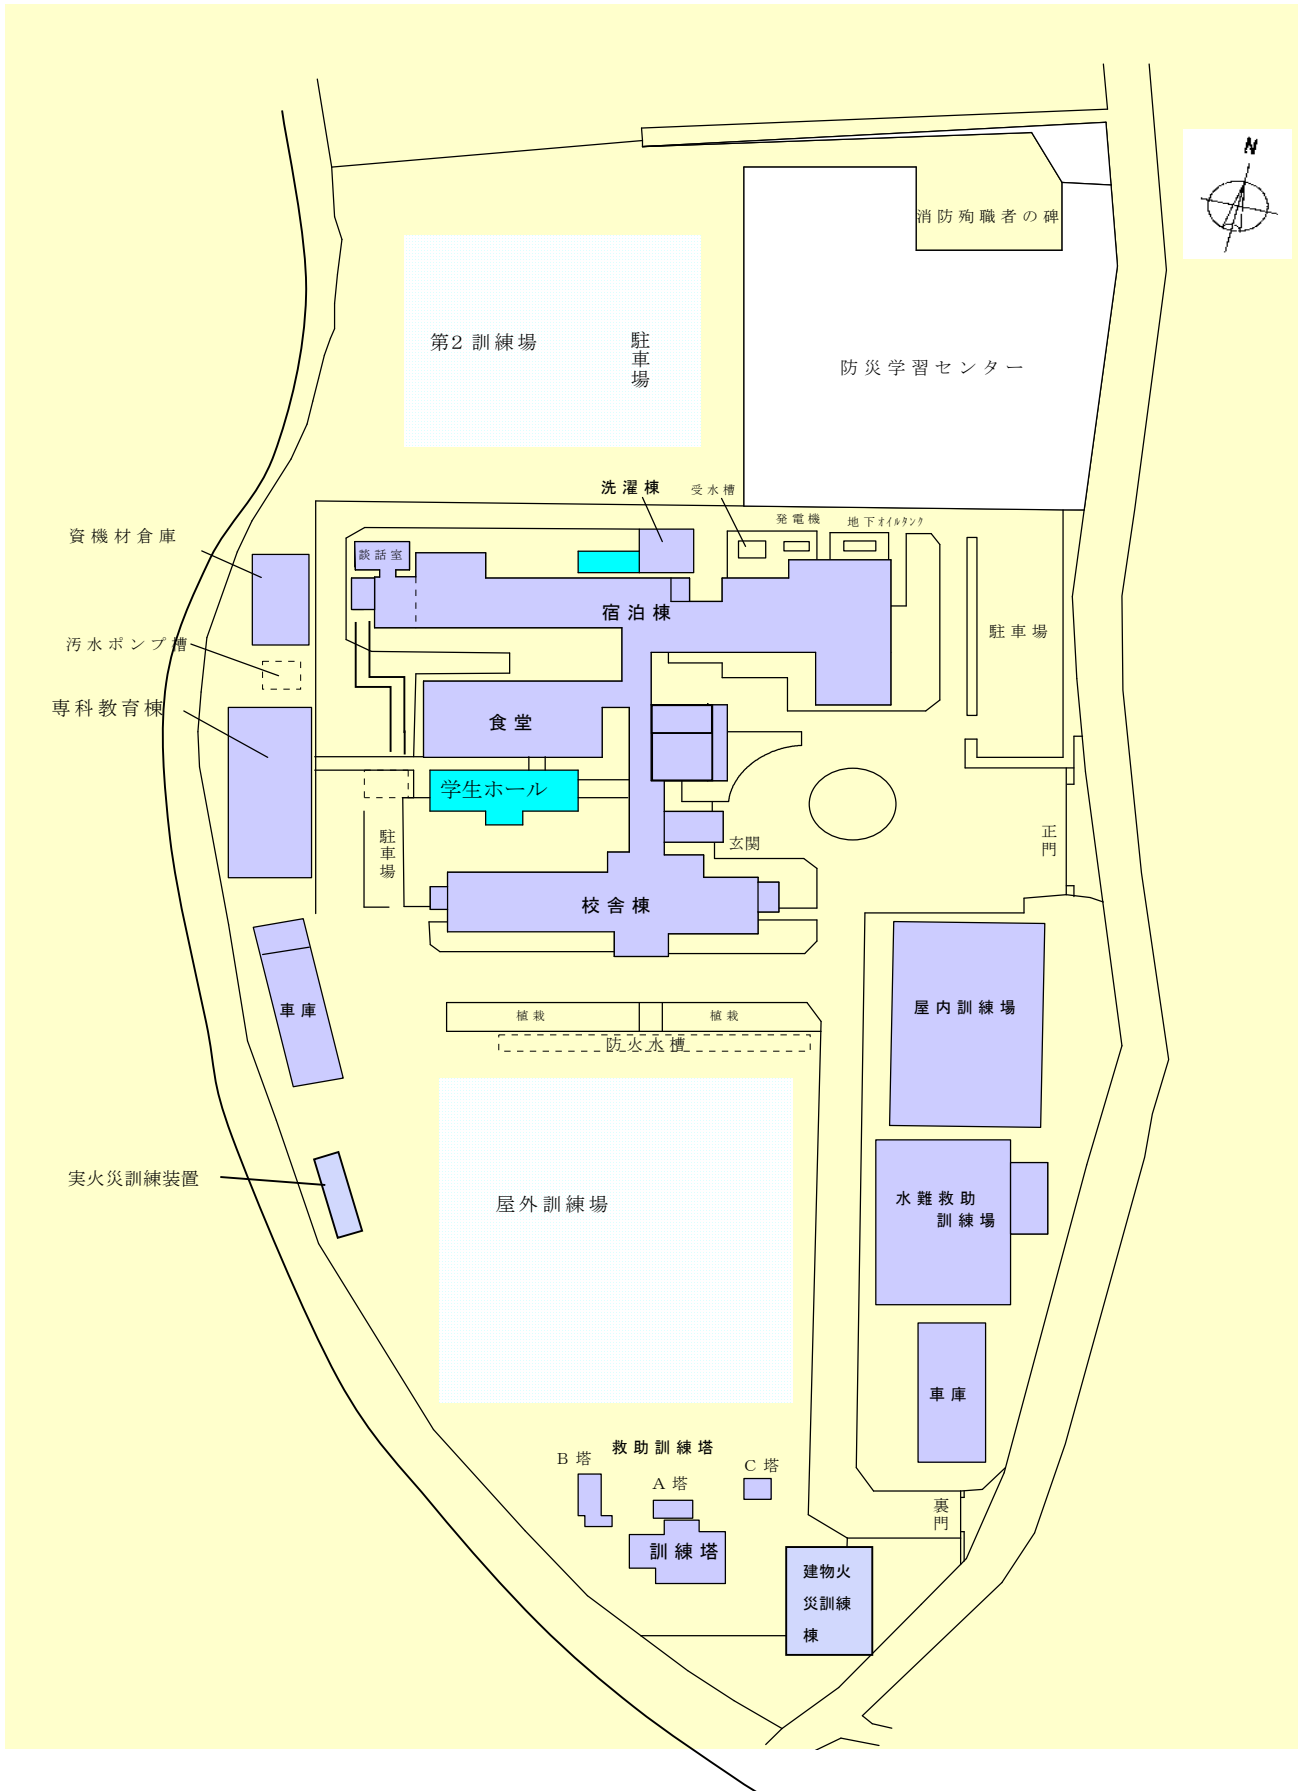 N
消防殉職者の碑
第2訓練場
駐車場
防災学習センター
洗濯棟
受水槽
発電機
地下オイルタンク
資機材倉庫
談話室
宿泊棟
駐車場
汚水ポンプ槽
専科教育棟
食堂
学生ホール
駐車場
玄関
正門
校舎棟
車庫
植栽
植栽
防火水槽
屋内訓練場
実火災訓練装置
屋外訓練場
水難救助
訓練場
車庫
救助訓練塔
B塔
A塔
C塔
裏門
訓練塔
建物火
災訓練
棟